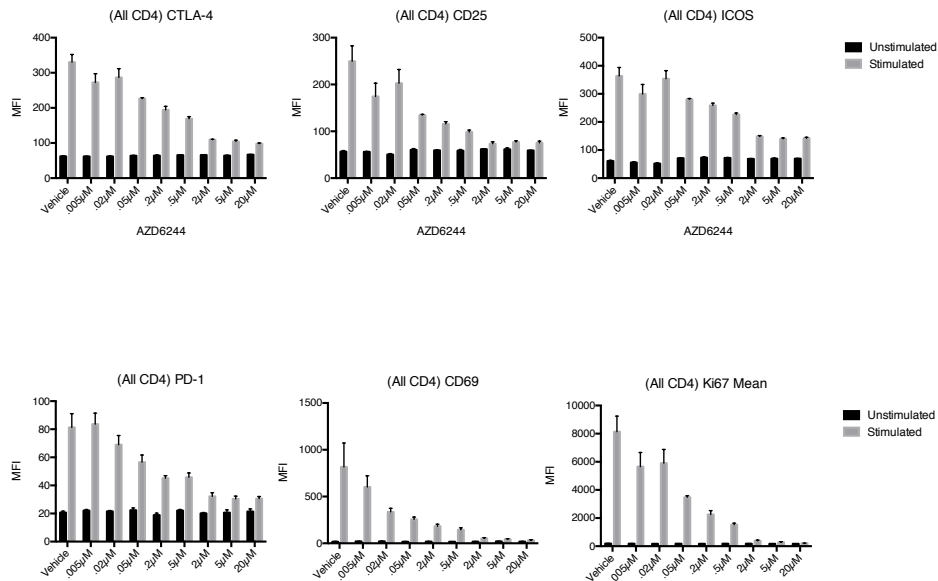 (All CD4) CTLA-4
400
300
200
100
0
MFI
Vehicle .005µM .02µM .05µM .2µM .5µM 2µM 5µM 20µM
AZD6244
(All CD4) CD25
300
200
100
0
MFI
Vehicle .005µM .02µM .05µM .2µM .5µM 2µM 5µM 20µM
AZD6244
(All CD4) ICOS
500
400
300
200
100
0
MFI
Vehicle .005µM .02µM .05µM .2µM .5µM 2µM 5µM 20µM
AZD6244
Unstimulated
Stimulated
(All CD4) PD-1
100
80
60
40
20
0
MFI
Vehicle .005µM .02µM .05µM .2µM .5µM 2µM 5µM 20µM
(All CD4) CD69
1500
1000
500
0
MFI
Vehicle .005µM .02µM .05µM .2µM .5µM 2µM 5µM 20µM
(All CD4) Ki67 Mean
10000
8000
6000
4000
2000
0
MFI
Vehicle .005µM .02µM .05µM .2µM .5µM 2µM 5µM 20µM
Unstimulated
Stimulated